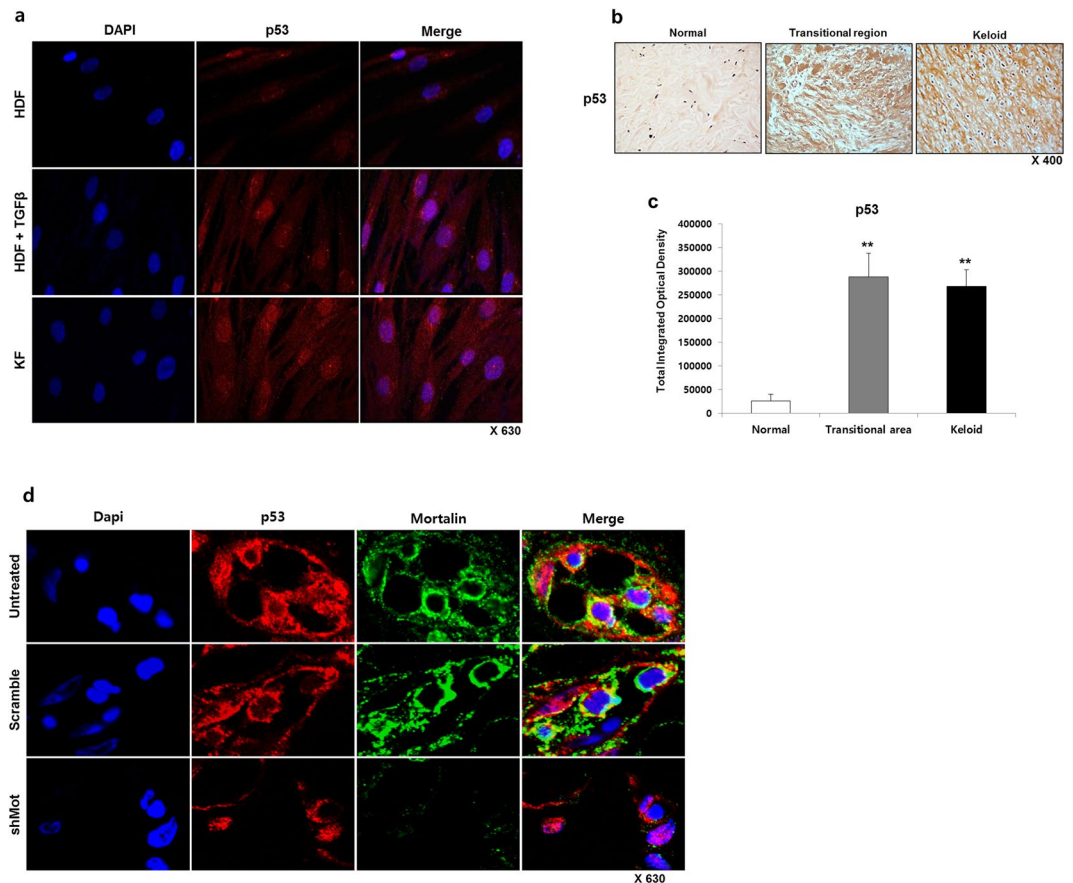 a
DAPI p53 Merge
HDF
HDF + TGFβ
KF
X 630
b
Normal Transitional region Keloid
p53
X 400
c
p53
Total Integrated Optical Density
400000
350000
300000
250000
200000
150000
100000
50000
0
** **
Normal Transitional area Keloid
d
Dapi p53 Mortalin Merge
Untreated
Scramble
shMot
X 630